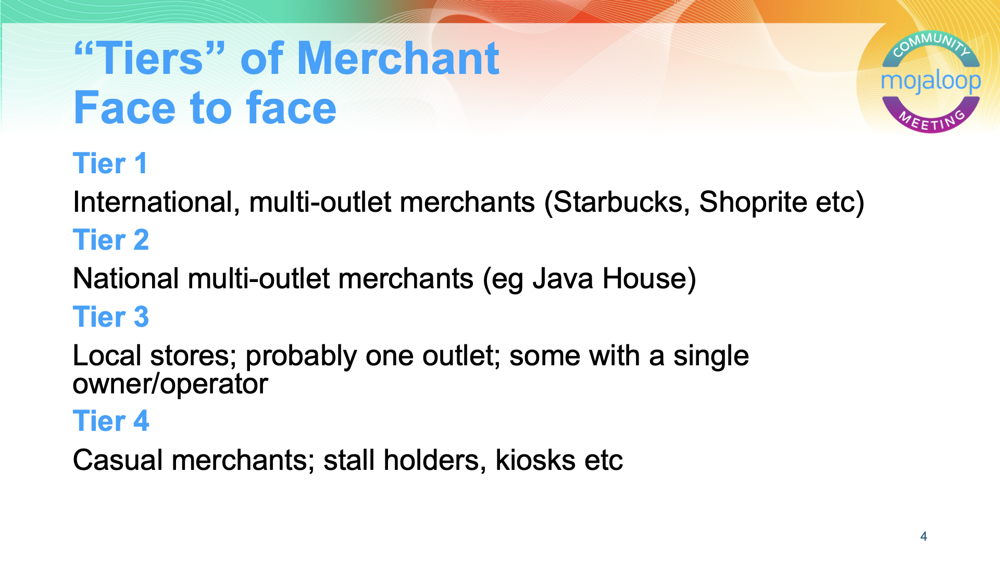 “Tiers” of Merchant
Face to face
COMMUNITY
mojaloop
MEETING
Tier 1
International, multi-outlet merchants (Starbucks, Shoprite etc)
Tier 2
National multi-outlet merchants (eg Java House)
Tier 3
Local stores; probably one outlet; some with a single
owner/operator
Tier 4
Casual merchants; stall holders, kiosks etc
4